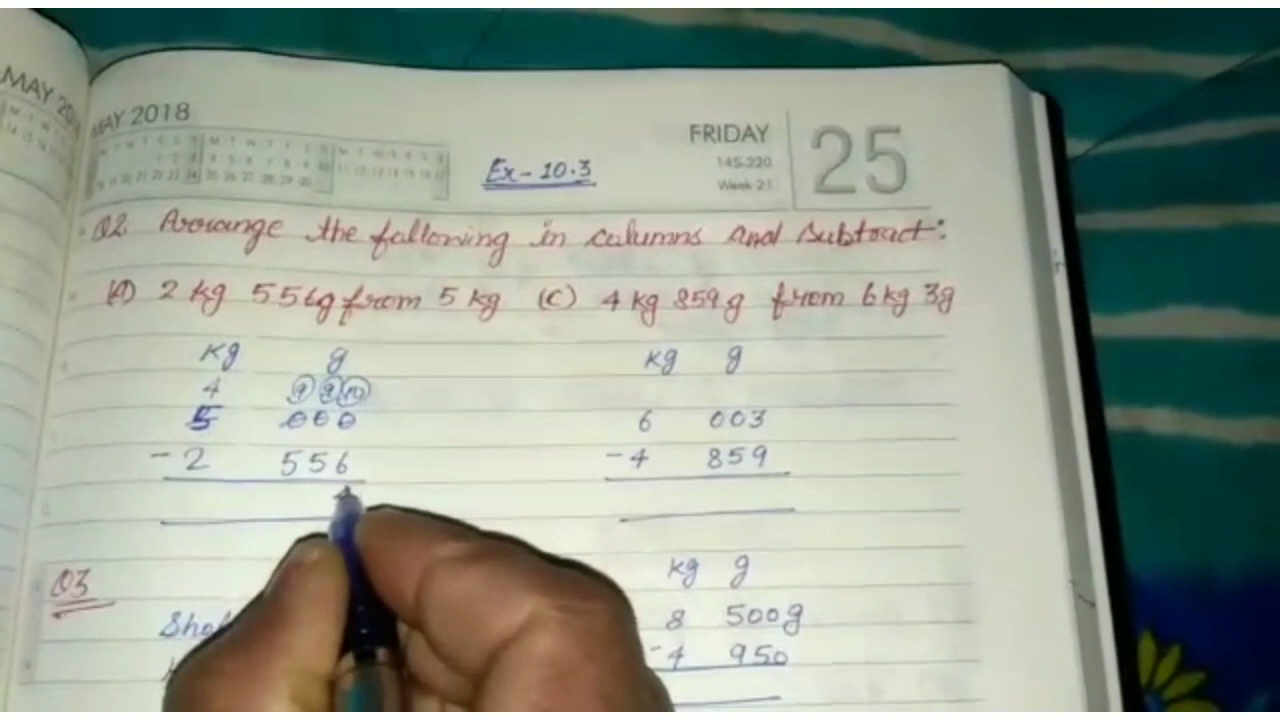 MAY 2018
FRIDAY 25
145-220
Week 21
Ex-10.3
Q2 Arrange the following in columns and subtract:
(A) 2 kg 556g from 5 kg (C) 4 kg 859 g from 6 kg 3g
kg g kg g
4 9 9 10
5 000 6 003
-2 556 -4 859
Q3
kg g
8 500g
-4 950